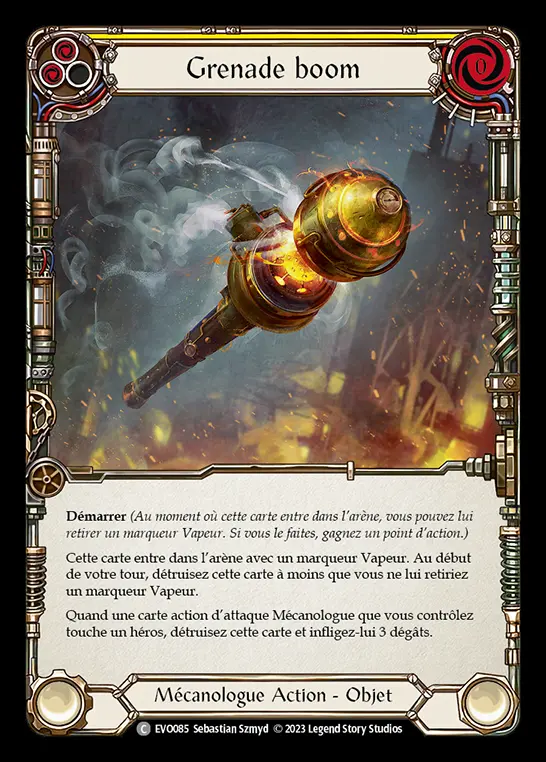 Grenade boom
0
Démarrer (Au moment où cette carte entre dans l'arène, vous pouvez lui
retirer un marqueur Vapeur. Si vous le faites, gagnez un point d'action.)
Cette carte entre dans l'arène avec un marqueur Vapeur. Au début
de votre tour, détruisez cette carte à moins que vous ne lui retiriez
un marqueur Vapeur.
Quand une carte action d'attaque Mécanologue que vous contrôlez
touche un héros, détruisez cette carte et infligez-lui 3 dégâts.
Mécanologue Action - Objet
C EVO085 Sebastian Szmyd © 2023 Legend Story Studios